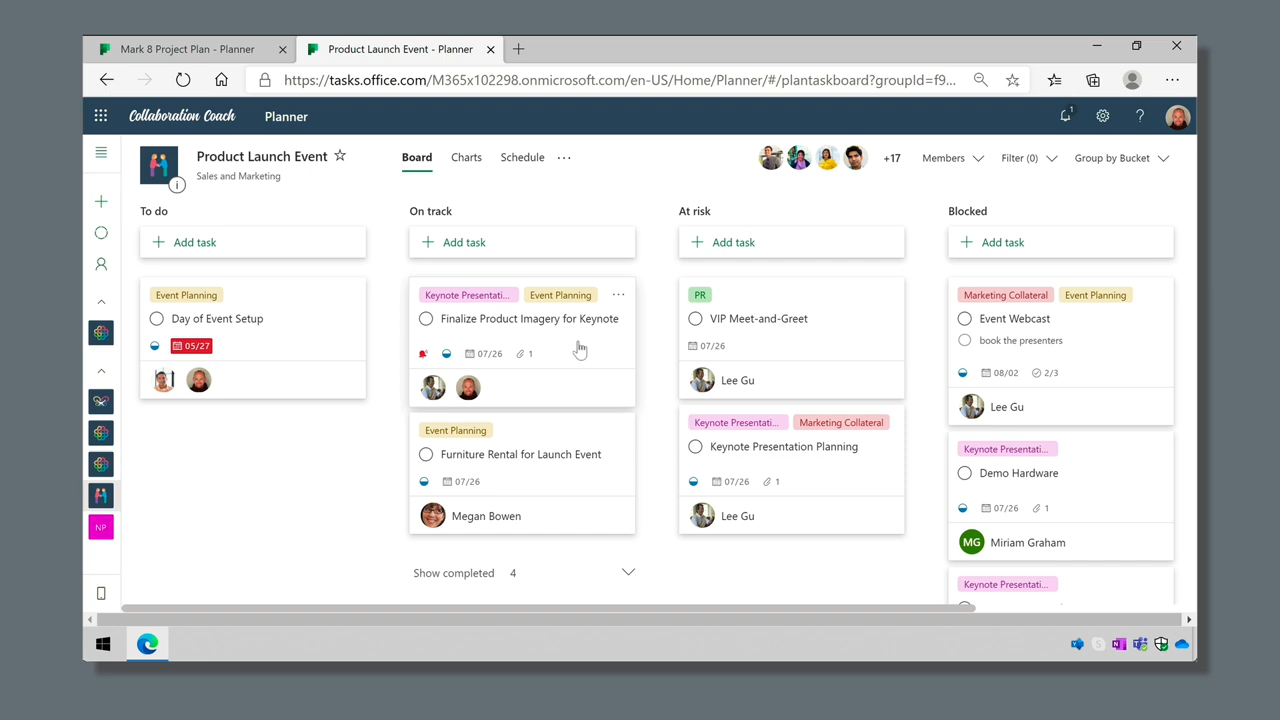 Mark 8 Project Plan - Planner
Product Launch Event - Planner
https://tasks.office.com/M365x102298.onmicrosoft.com/en-US/Home/Planner/#/plantaskboard?groupId=f9...
Collaboration Coach
Planner
1
?
Product Launch Event
Sales and Marketing
Board
Charts
Schedule
+17
Members
Filter (0)
Group by Bucket
To do
Add task
Event Planning
Day of Event Setup
05/27
On track
Add task
Keynote Presentati...
Event Planning
Finalize Product Imagery for Keynote
07/26
1
Event Planning
Furniture Rental for Launch Event
07/26
Megan Bowen
Show completed 4
At risk
Add task
PR
VIP Meet-and-Greet
07/26
Lee Gu
Keynote Presentati...
Marketing Collateral
Keynote Presentation Planning
07/26
1
Lee Gu
Blocked
Add task
Marketing Collateral
Event Planning
Event Webcast
book the presenters
08/02
2/3
Lee Gu
Keynote Presentati...
Demo Hardware
07/26
1
MG
Miriam Graham
Keynote Presentati...
NP